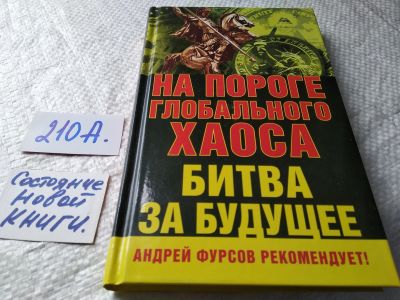 НА ПОРОГЕ
ГЛОБАЛЬНОГО
ХАОСА
БИТВА
ЗА БУДУЩЕЕ
АНДРЕЙ ФУРСОВ РЕКОМЕНДУЕТ!
210А.
Состояние
новой
книги.